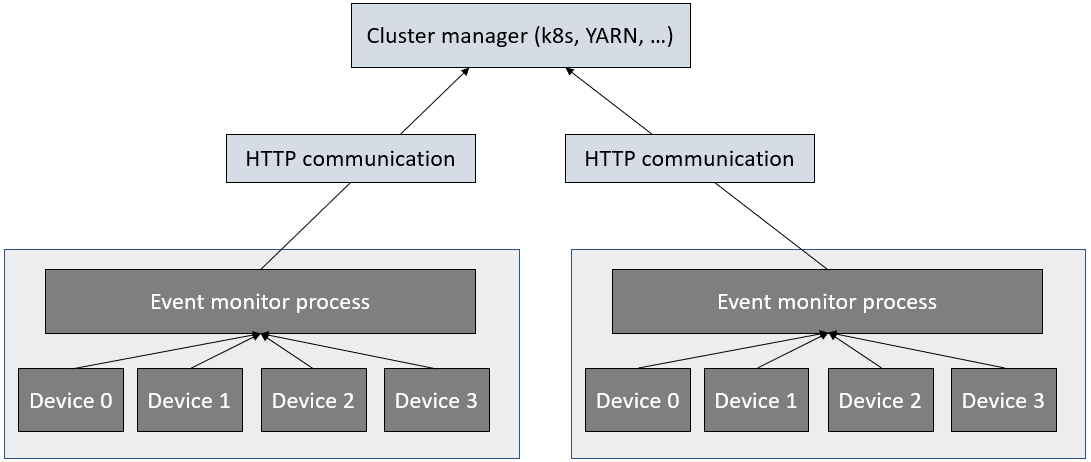 Cluster manager (k8s, YARN, …)
HTTP communication
HTTP communication
Event monitor process
Event monitor process
Device 0
Device 1
Device 2
Device 3
Device 0
Device 1
Device 2
Device 3